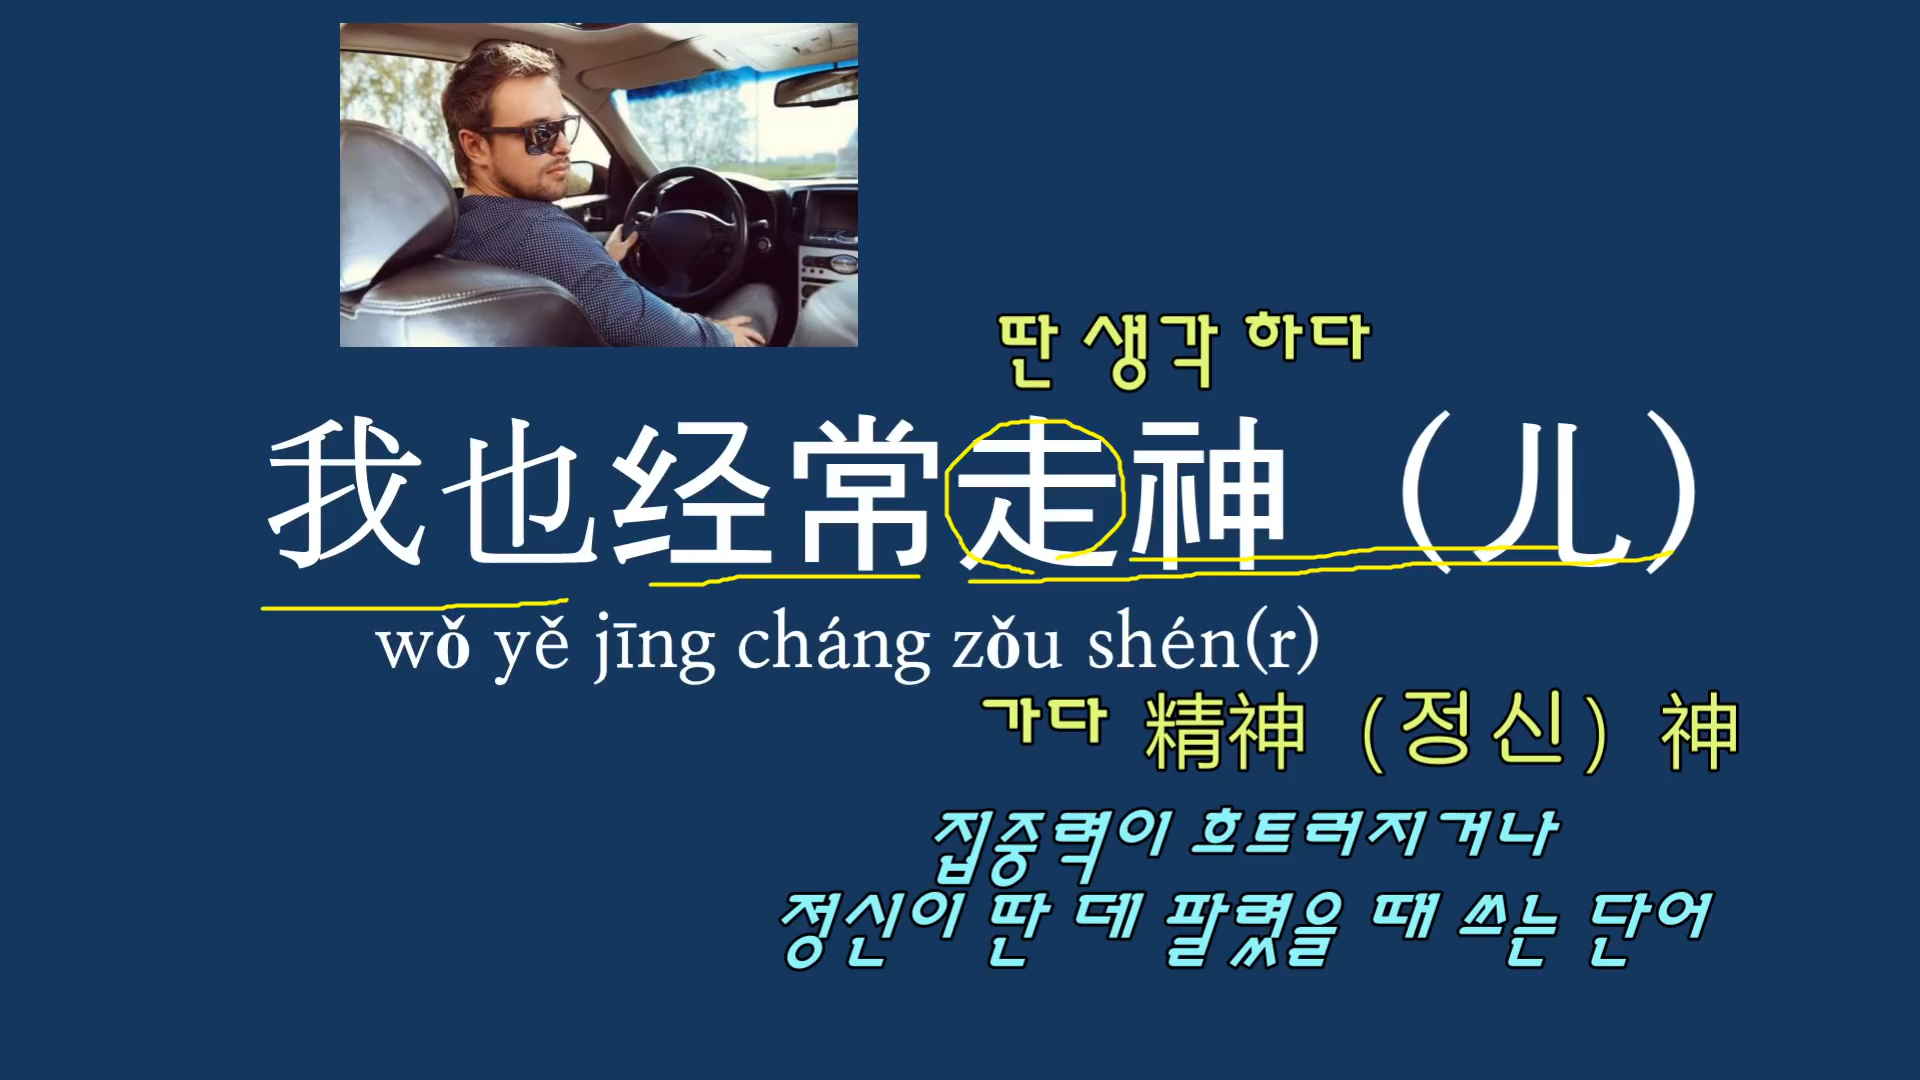 딴 생각 하다
我也经常走神（儿）
wǒ yě jīng cháng zǒu shén(r)
가다 精神（정신）神
집중력이 흐트러지거나
정신이 딴 데 팔렸을 때 쓰는 단어